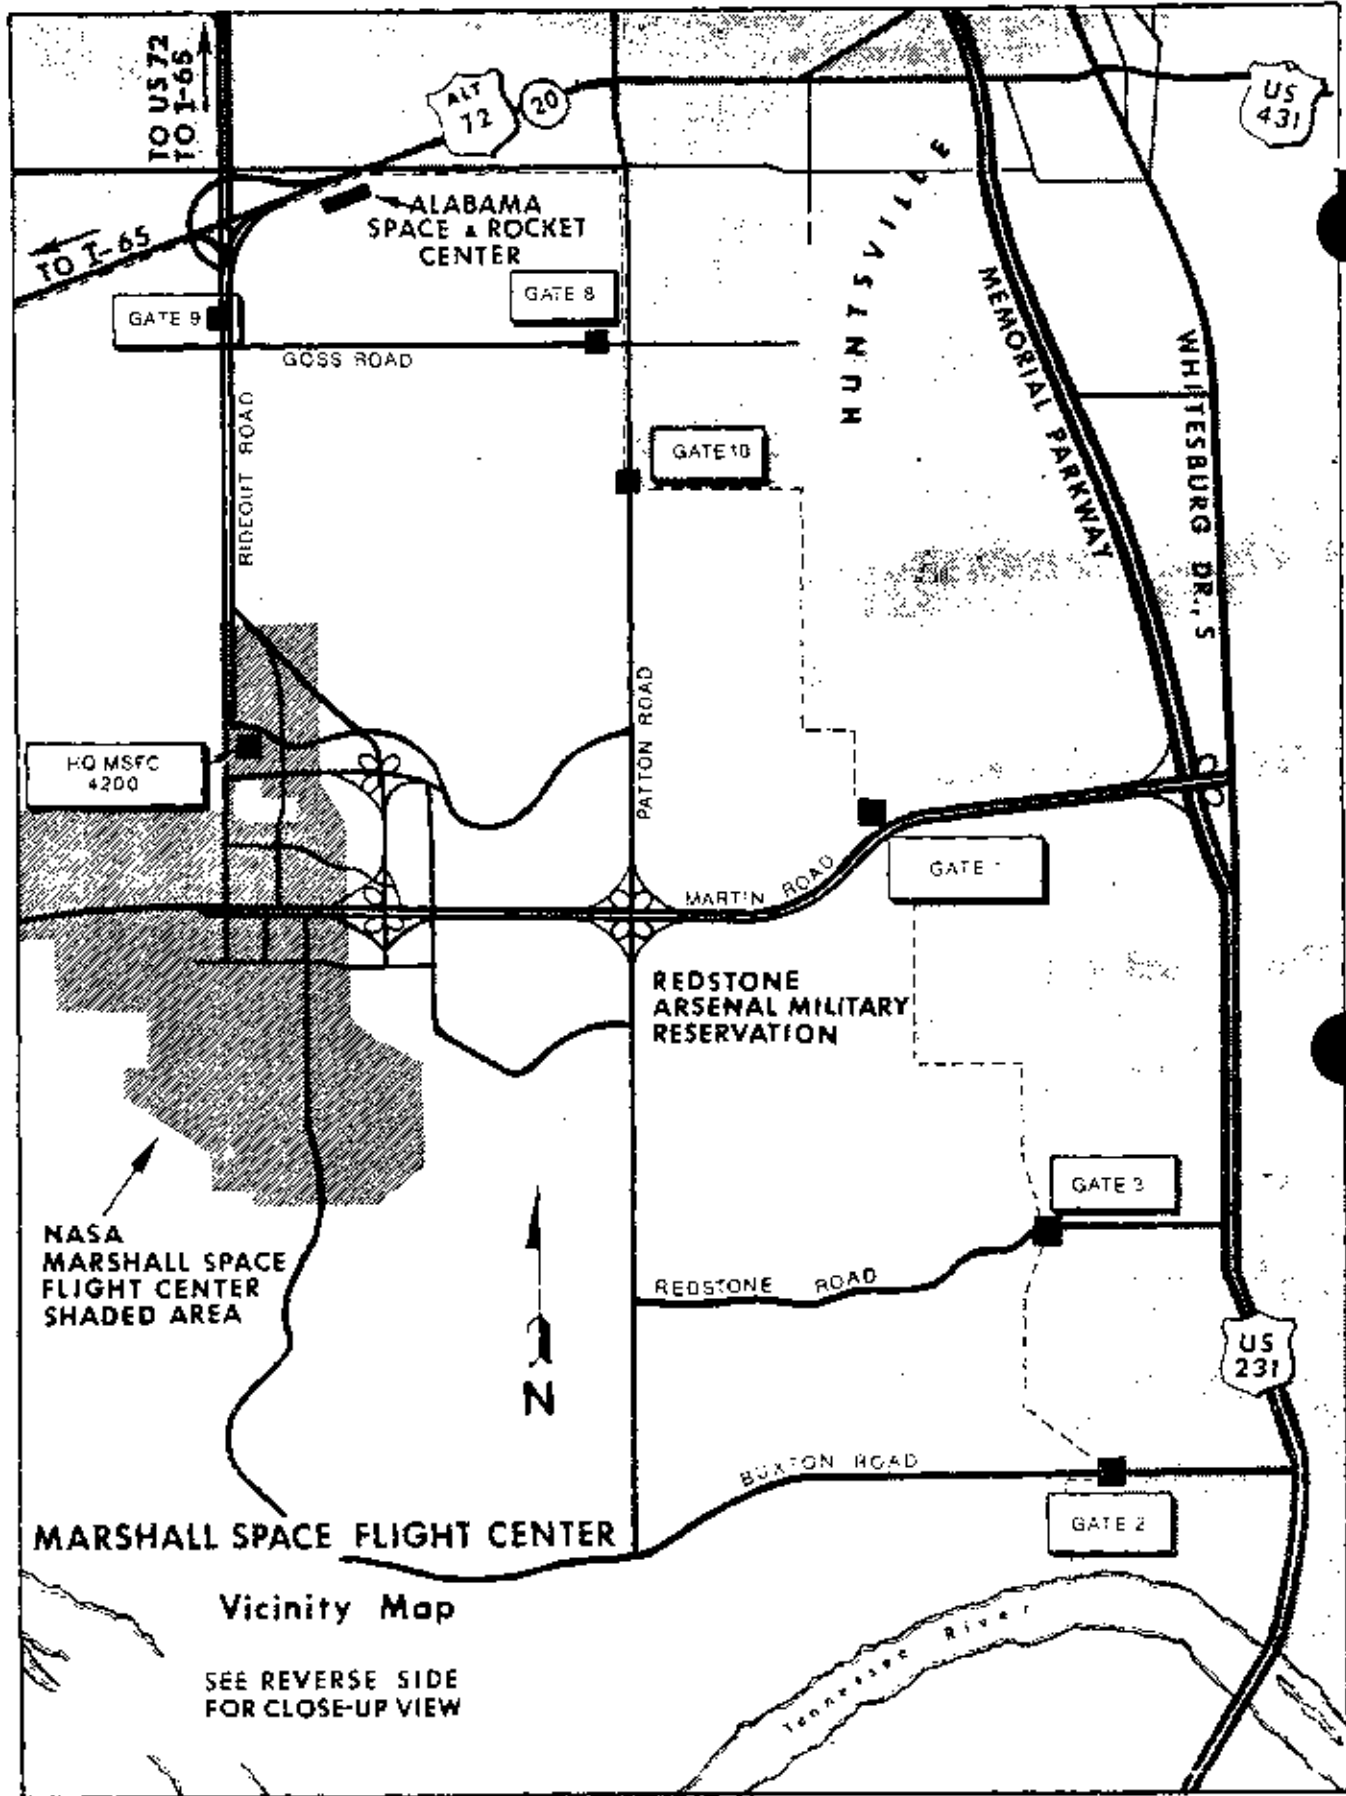 TO US 72
TO I-65
ALT
72
20
US
431
TO I-65
ALABAMA
SPACE & ROCKET
CENTER
GATE 9
GATE 8
GOSS ROAD
HUNTSVILLE
MEMORIAL PARKWAY
WHITESBURG DR., S
RIDEOUT ROAD
GATE 10
PATTON ROAD
HQ MSFC
4200
GATE 1
MARTIN ROAD
REDSTONE
ARSENAL MILITARY
RESERVATION
GATE 3
NASA
MARSHALL SPACE
FLIGHT CENTER
SHADED AREA
REDSTONE ROAD
US
231
N
BUXTON ROAD
GATE 2
MARSHALL SPACE FLIGHT CENTER
Vicinity Map
Tennessee River
SEE REVERSE SIDE
FOR CLOSE-UP VIEW